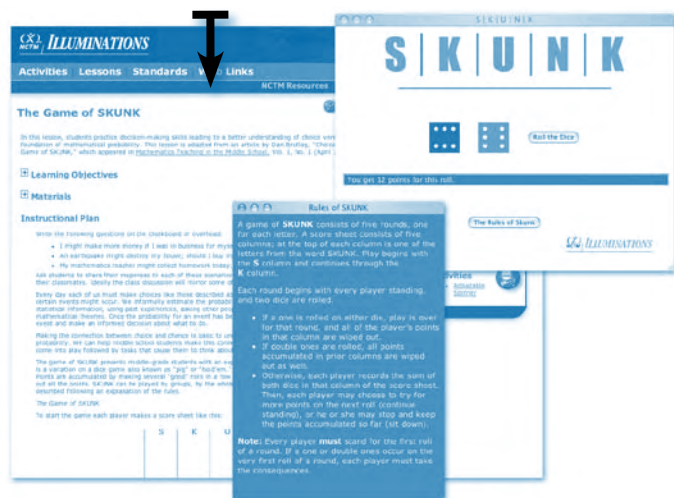 NCTM ILLUMINATIONS
Activities Lessons Standards W b Links
NCTM Resources
The Game of SKUNK
In this lesson, students practice decision-making skills leading to a better understanding of choice
foundation of mathematical probability. This lesson is adapted from an article by Dan Brutlag,
Game of SKUNK," which appeared in Mathematics Teaching in the Middle School, Vol. 1, No. 1 (April
Learning Objectives
Materials
Instructional Plan
Write the following questions on the chalkboard or overhead.
• I might make more money if I was in business for
• An earthquake might destroy my house; should I buy
• My mathematics teacher might collect homework today;
Ask students to share their responses to each of these
their classmates. Ideally the class discussion will mirror some
Every day each of us must make choices like those described
certain events might occur. We informally estimate the
statistical information, using past experiences, asking other
mathematical theories. Once the probability for an event has
event and make an informed decision about what to do.
Making the connection between choice and chance is basic to
probability. We can help middle school students make this
come into play followed by tasks that cause them to think
The game of SKUNK presents middle-grade students with an
is a variation on a dice game also known as "pig" or "hold'em."
Points are accumulated by making several "good" rolls in a row
out all the points. SKUNK can be played by groups, by the whole
described following an explanation of the rules.
The Game of SKUNK
To start the game each player makes a score sheet like this:
S K U
S|K|U|N|K
S|K|U|N|K
Roll the Dice
You get 12 points for this roll.
The Rules of Skunk
ILLUMINATIONS
Adjustable
Spinner
Rules of SKUNK
A game of SKUNK consists of five rounds, one
for each letter. A score sheet consists of five
columns; at the top of each column is one of the
letters from the word SKUNK. Play begins with
the S column and continues through the
K column.
Each round begins with every player standing,
and two dice are rolled.
• If a one is rolled on either die, play is over
for that round, and all of the player's points
in that column are wiped out.
• If double ones are rolled, all points
accumulated in prior columns are wiped
out as well.
• Otherwise, each player records the sum of
both dice in that column of the score sheet.
Then, each player may choose to try for
more points on the next roll (continue
standing), or he or she may stop and keep
the points accumulated so far (sit down).
Note: Every player must stand for the first roll
of a round. If a one or double ones occur on the
very first roll of a round, each player must take
the consequences.